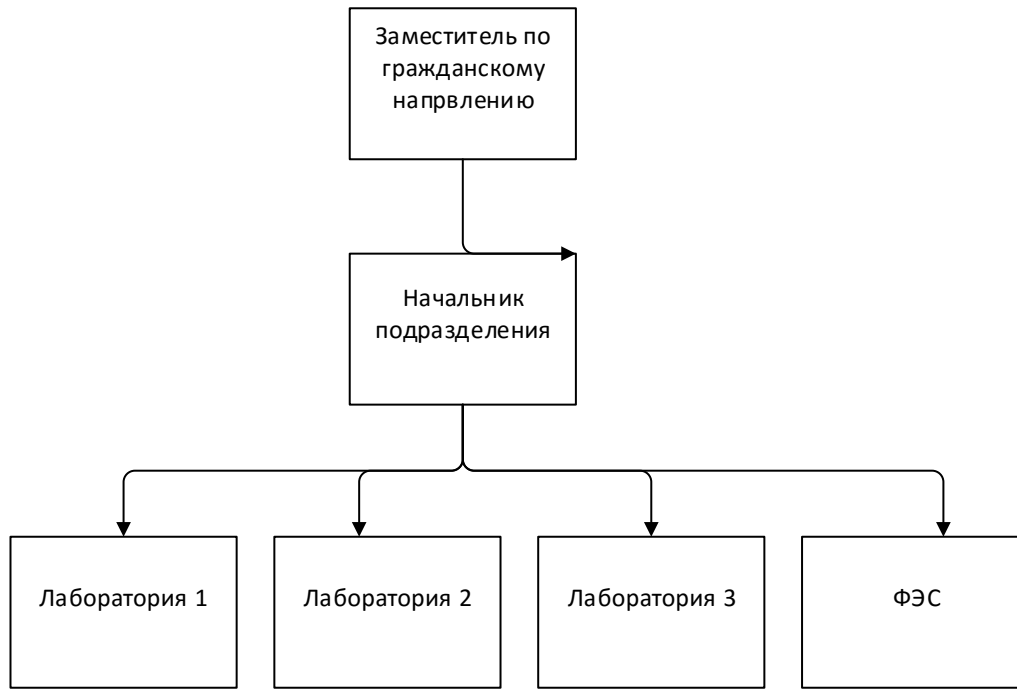 Заместитель по
гражданскому
напрвлению
Начальник
подразделения
Лаборатория 1
Лаборатория 2
Лаборатория 3
ФЭС